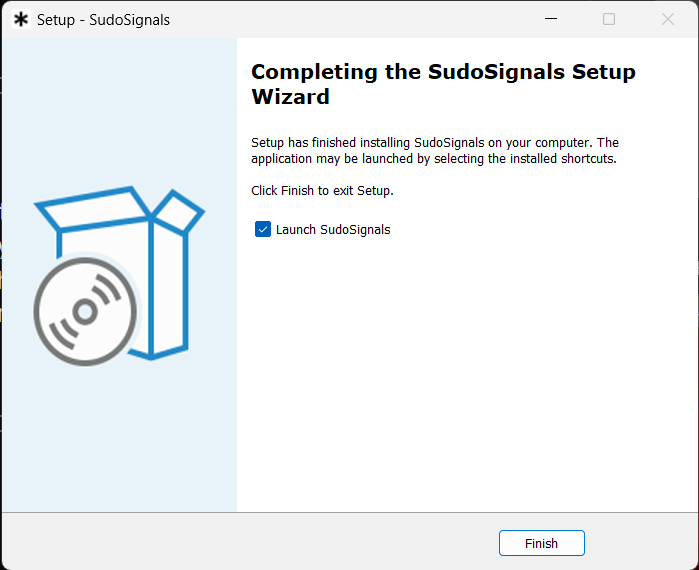 Setup - SudoSignals
Completing the SudoSignals Setup
Wizard
Setup has finished installing SudoSignals on your computer. The
application may be launched by selecting the installed shortcuts.
Click Finish to exit Setup.
Launch SudoSignals
Finish